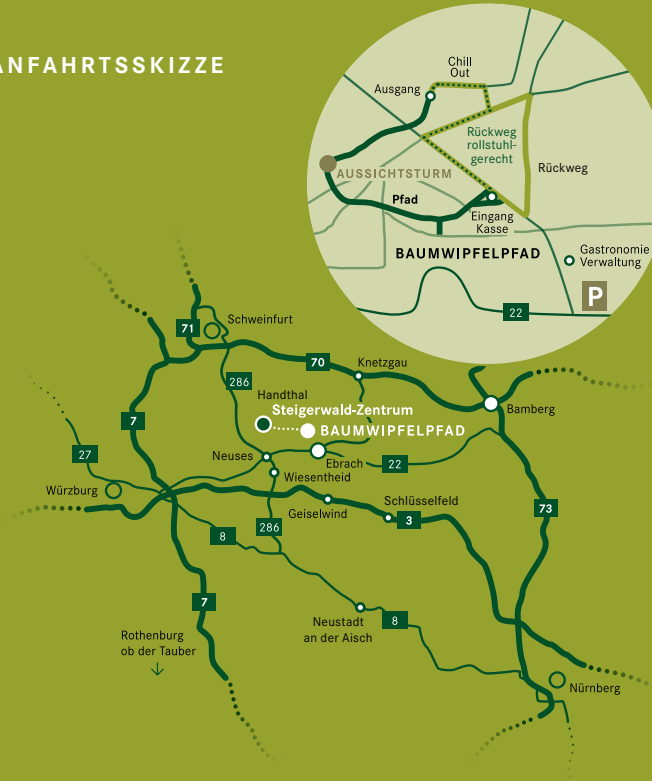 ANFAHRTSSKIZZE
Chill
Out
Ausgang
Rückweg
rollstuhl-
gerecht
Rückweg
AUSSICHTSTURM
Pfad
Eingang
Kasse
BAUMWIPFELPFAD
Gastronomie
Verwaltung
P
22
71
Schweinfurt
70
Knetzgau
286
Handthal
Steigerwald-Zentrum
BAUMWIPFELPFAD
Bamberg
7
27
Neuses
Ebrach
22
Wiesentheid
Würzburg
Geiselwind
Schlüsselfeld
3
73
8
286
7
Neustadt
an der Aisch
8
Rothenburg
ob der Tauber
Nürnberg